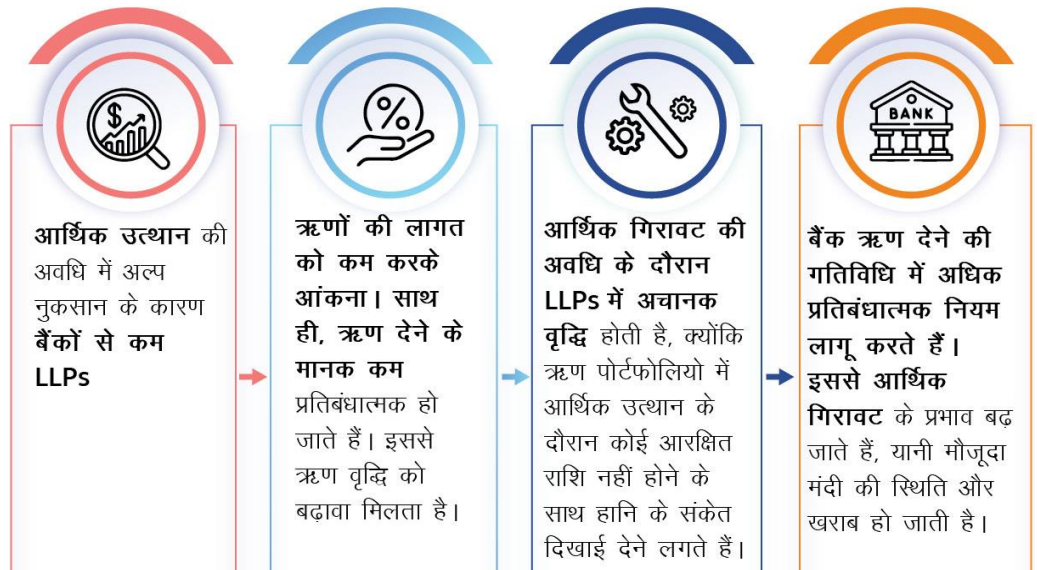 आर्थिक उत्थान की
अवधि में अल्प
नुकसान के कारण
बैंकों से कम
LLPs
ऋणों की लागत
को कम करके
आंकना। साथ
ही, ऋण देने के
मानक कम
प्रतिबंधात्मक हो
जाते हैं। इससे
ऋण वृद्धि को
बढ़ावा मिलता है।
आर्थिक गिरावट की
अवधि के दौरान
LLPs में अचानक
वृद्धि होती है, क्योंकि
ऋण पोर्टफोलियो में
आर्थिक उत्थान के
दौरान कोई आरक्षित
राशि नहीं होने के
साथ हानि के संकेत
दिखाई देने लगते हैं।
BANK
बैंक ऋण देने की
गतिविधि में अधिक
प्रतिबंधात्मक नियम
लागू करते हैं।
इससे आर्थिक
गिरावट के प्रभाव बढ़
जाते हैं, यानी मौजूदा
मंदी की स्थिति और
खराब हो जाती है।